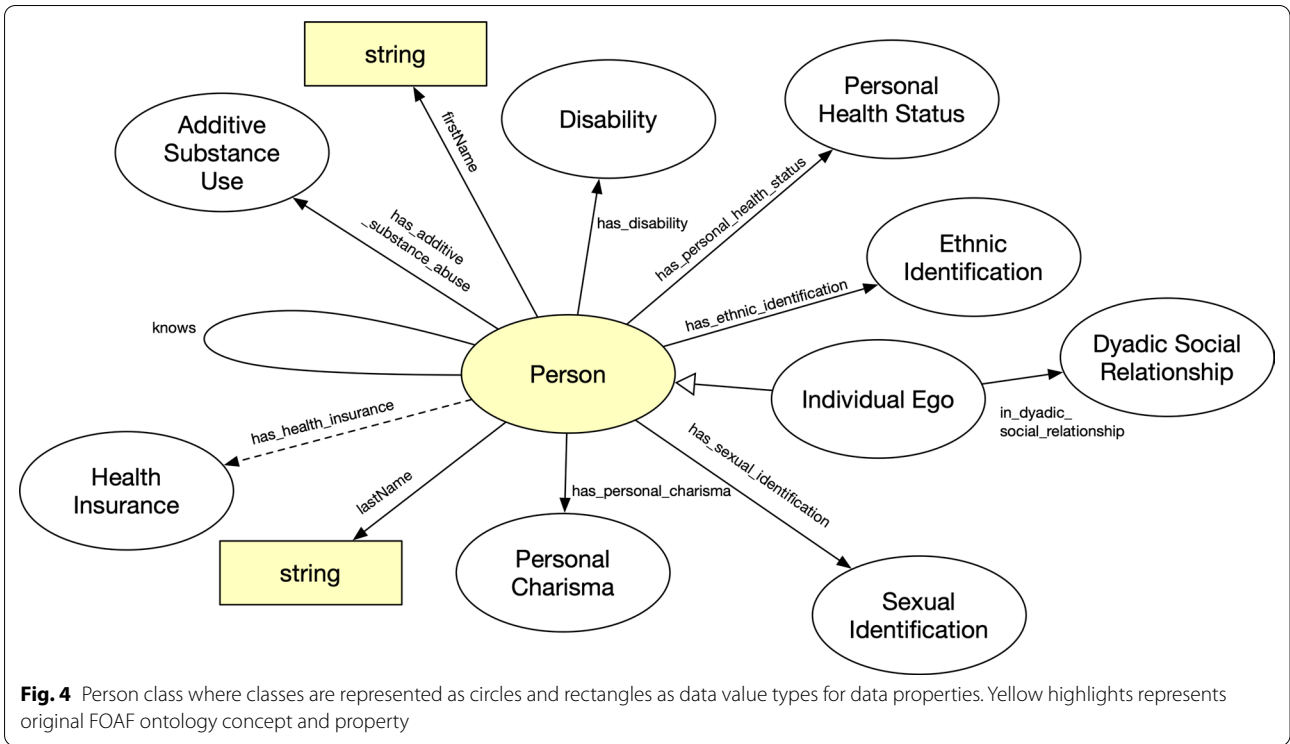 string
firstName
Additive
Substance
Use
Disability
Personal
Health Status
has_additive
_substance_abuse
has_disability
has_personal_health_status
Ethnic
Identification
has_ethnic_identification
knows
Person
Individual Ego
Dyadic Social
Relationship
in_dyadic_
social_relationship
has_health_insurance
Health
Insurance
lastName
string
has_personal_charisma
Personal
Charisma
has_sexual_identification
Sexual
Identification
Fig. 4 Person class where classes are represented as circles and rectangles as data value types for data properties. Yellow highlights represents
original FOAF ontology concept and property